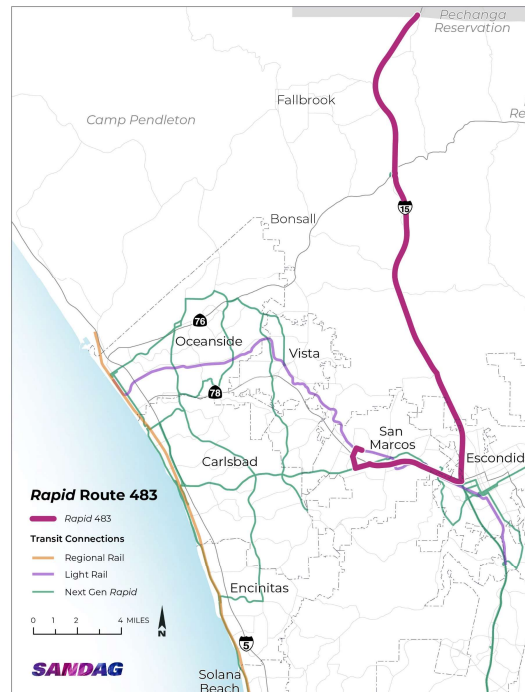 Pechanga
Reservation
Fallbrook
Camp Pendleton
Re
15
Bonsall
76
Oceanside
Vista
78
San
Marcos
Escondid
Carlsbad
Rapid Route 483
Rapid 483
Transit Connections
Regional Rail
Light Rail
Next Gen Rapid
Encinitas
0 1 2 4 MILES
N
5
SANDAG
Solana
Beach